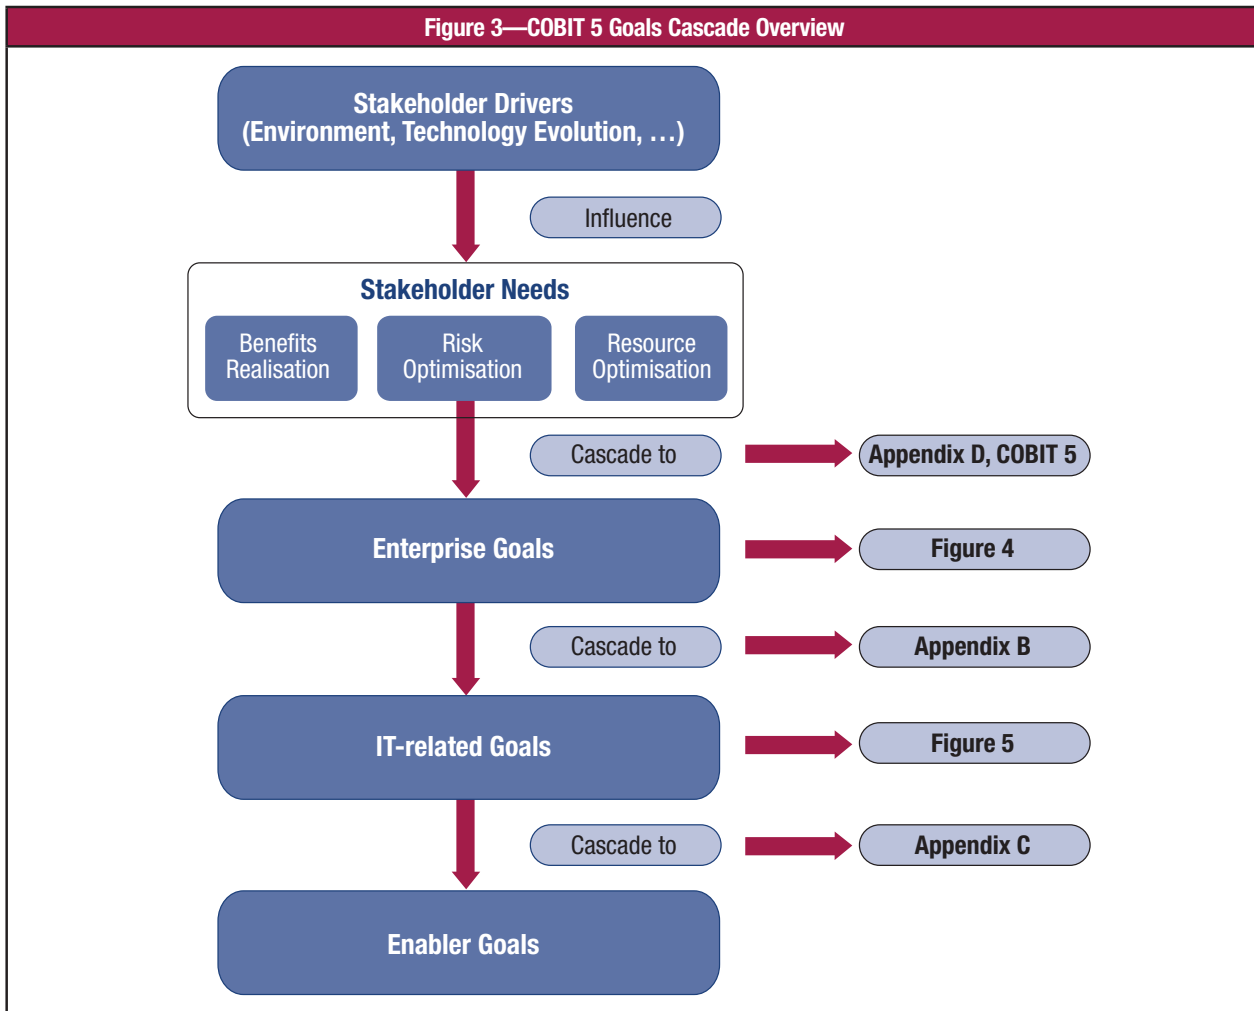 Figure 3—COBIT 5 Goals Cascade Overview
Stakeholder Drivers
(Environment, Technology Evolution, …)
Influence
Stakeholder Needs
Benefits
Realisation
Risk
Optimisation
Resource
Optimisation
Cascade to
Appendix D, COBIT 5
Enterprise Goals
Figure 4
Cascade to
Appendix B
IT-related Goals
Figure 5
Cascade to
Appendix C
Enabler Goals